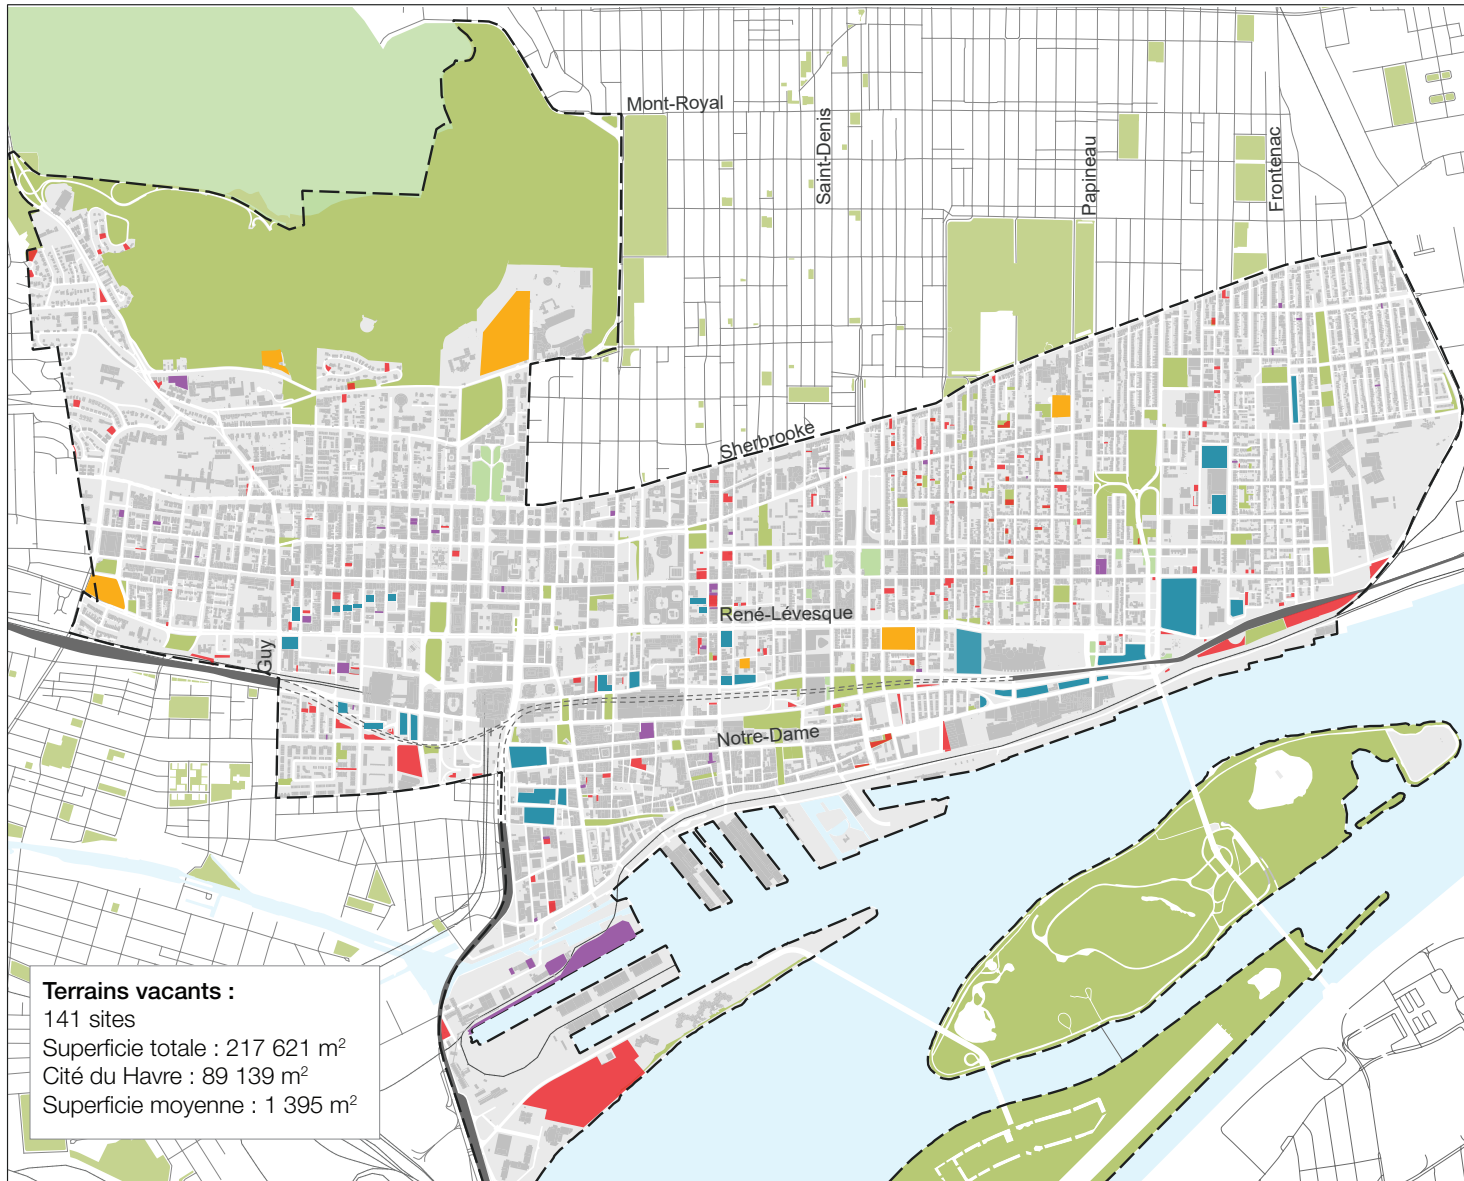 Mont-Royal
Saint-Denis
Papineau
Frontenac
Sherbrooke
René-Lévesque
Guy
Notre-Dame
Terrains vacants :
141 sites
Superficie totale : 217 621 m²
Cité du Havre : 89 139 m²
Superficie moyenne : 1 395 m²